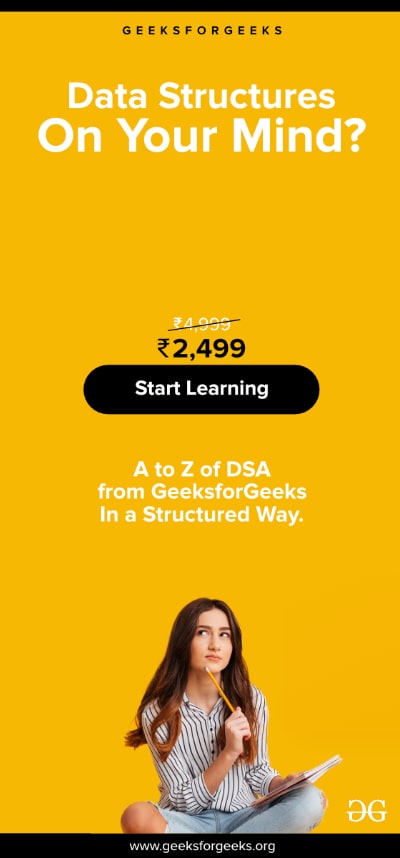 GEEKSFORGEEKS
Data Structures
On Your Mind?
₹4,999
₹2,499
Start Learning
A to Z of DSA
from GeeksforGeeks
In a Structured Way.
www.geeksforgeeks.org